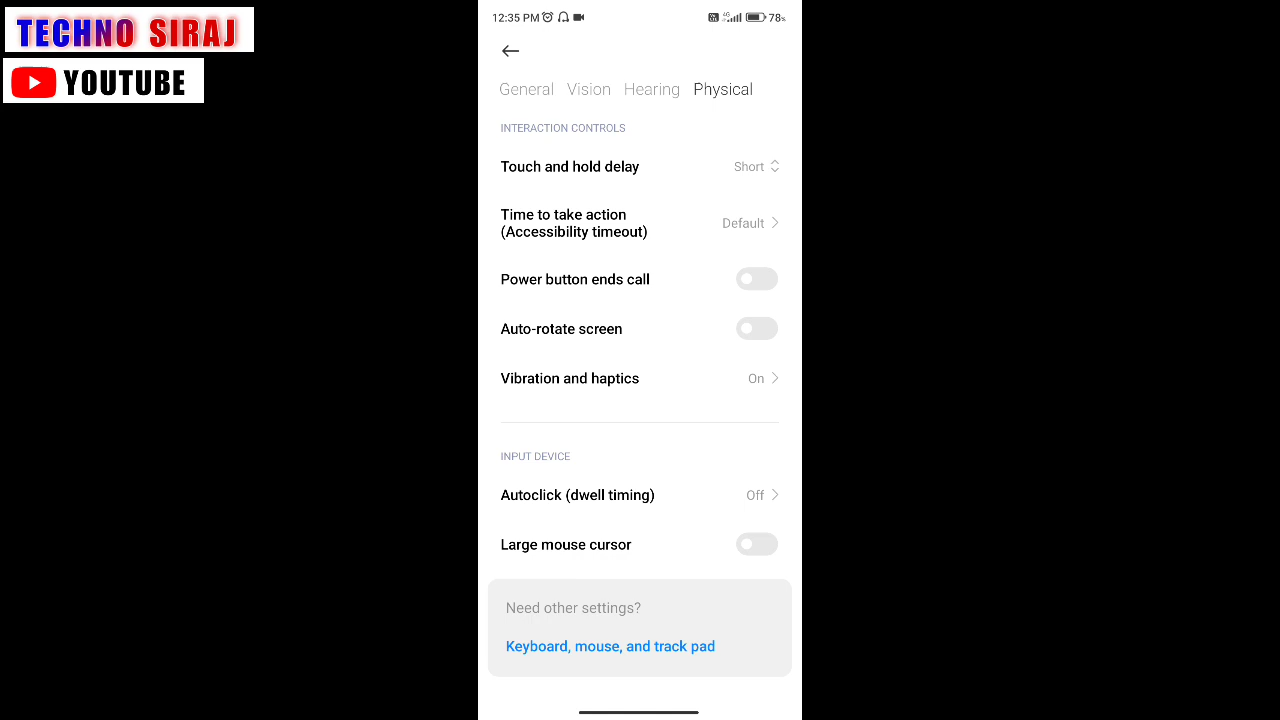 TECHNO SIRAJ
YOUTUBE
12:35 PM 4G 78%
General Vision Hearing Physical
INTERACTION CONTROLS
Touch and hold delay Short
Time to take action
(Accessibility timeout) Default
Power button ends call
Auto-rotate screen
Vibration and haptics On
INPUT DEVICE
Autoclick (dwell timing) Off
Large mouse cursor
Need other settings?
Keyboard, mouse, and track pad